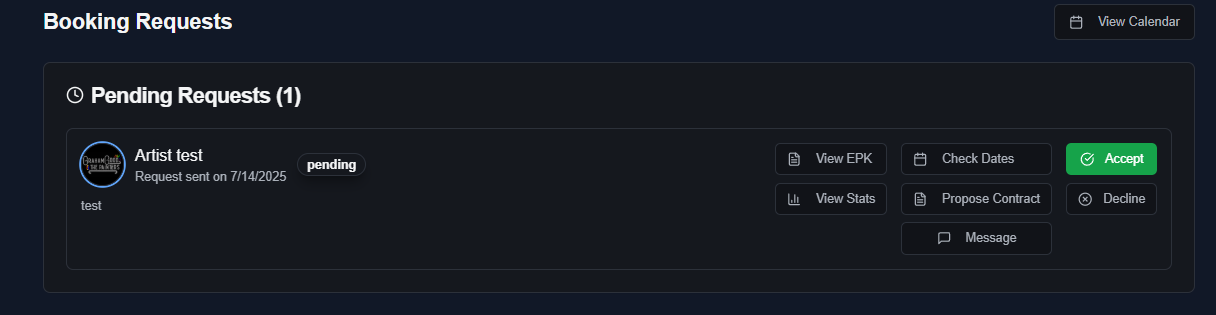 Booking Requests
View Calendar
Pending Requests (1)
Artist test
pending
Request sent on 7/14/2025
test
View EPK
Check Dates
Accept
View Stats
Propose Contract
Decline
Message